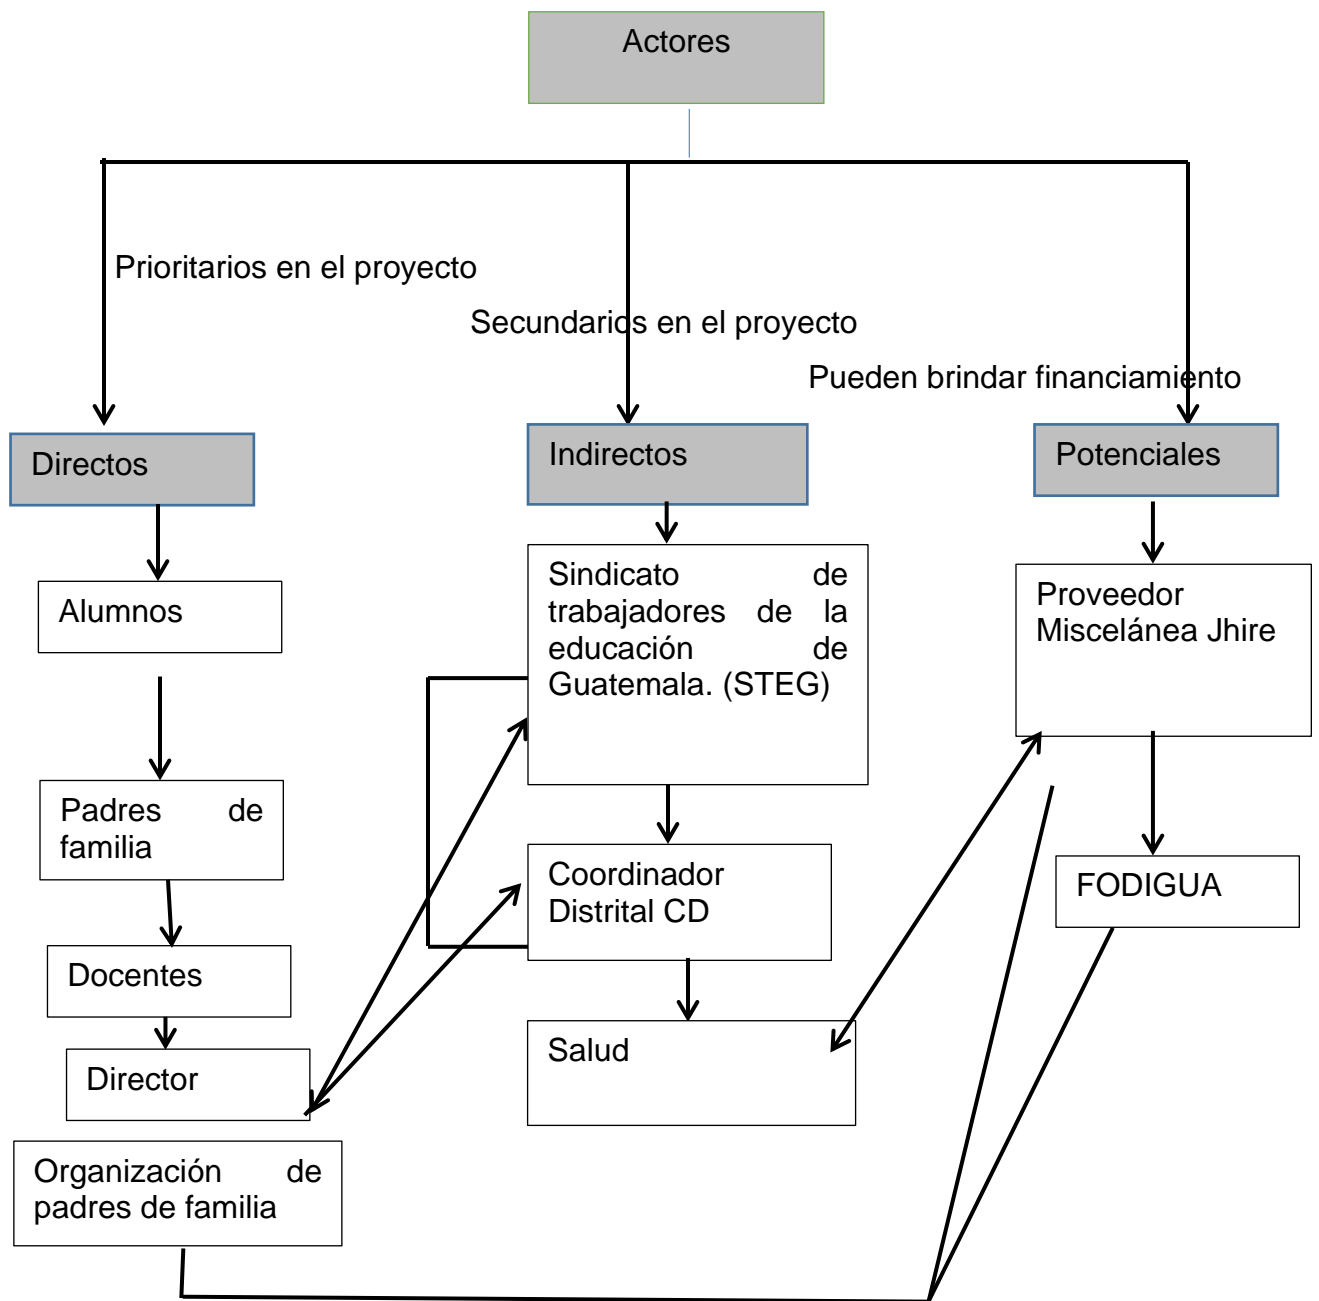 Actores
Prioritarios en el proyecto
Secundarios en el proyecto
Pueden brindar financiamiento
Directos
Indirectos
Potenciales
Alumnos
Padres de
familia
Docentes
Director
Organización de
padres de familia
Sindicato de
trabajadores de la
educación de
Guatemala. (STEG)
Coordinador
Distrital CD
Salud
Proveedor
Miscelánea Jhire
FODIGUA